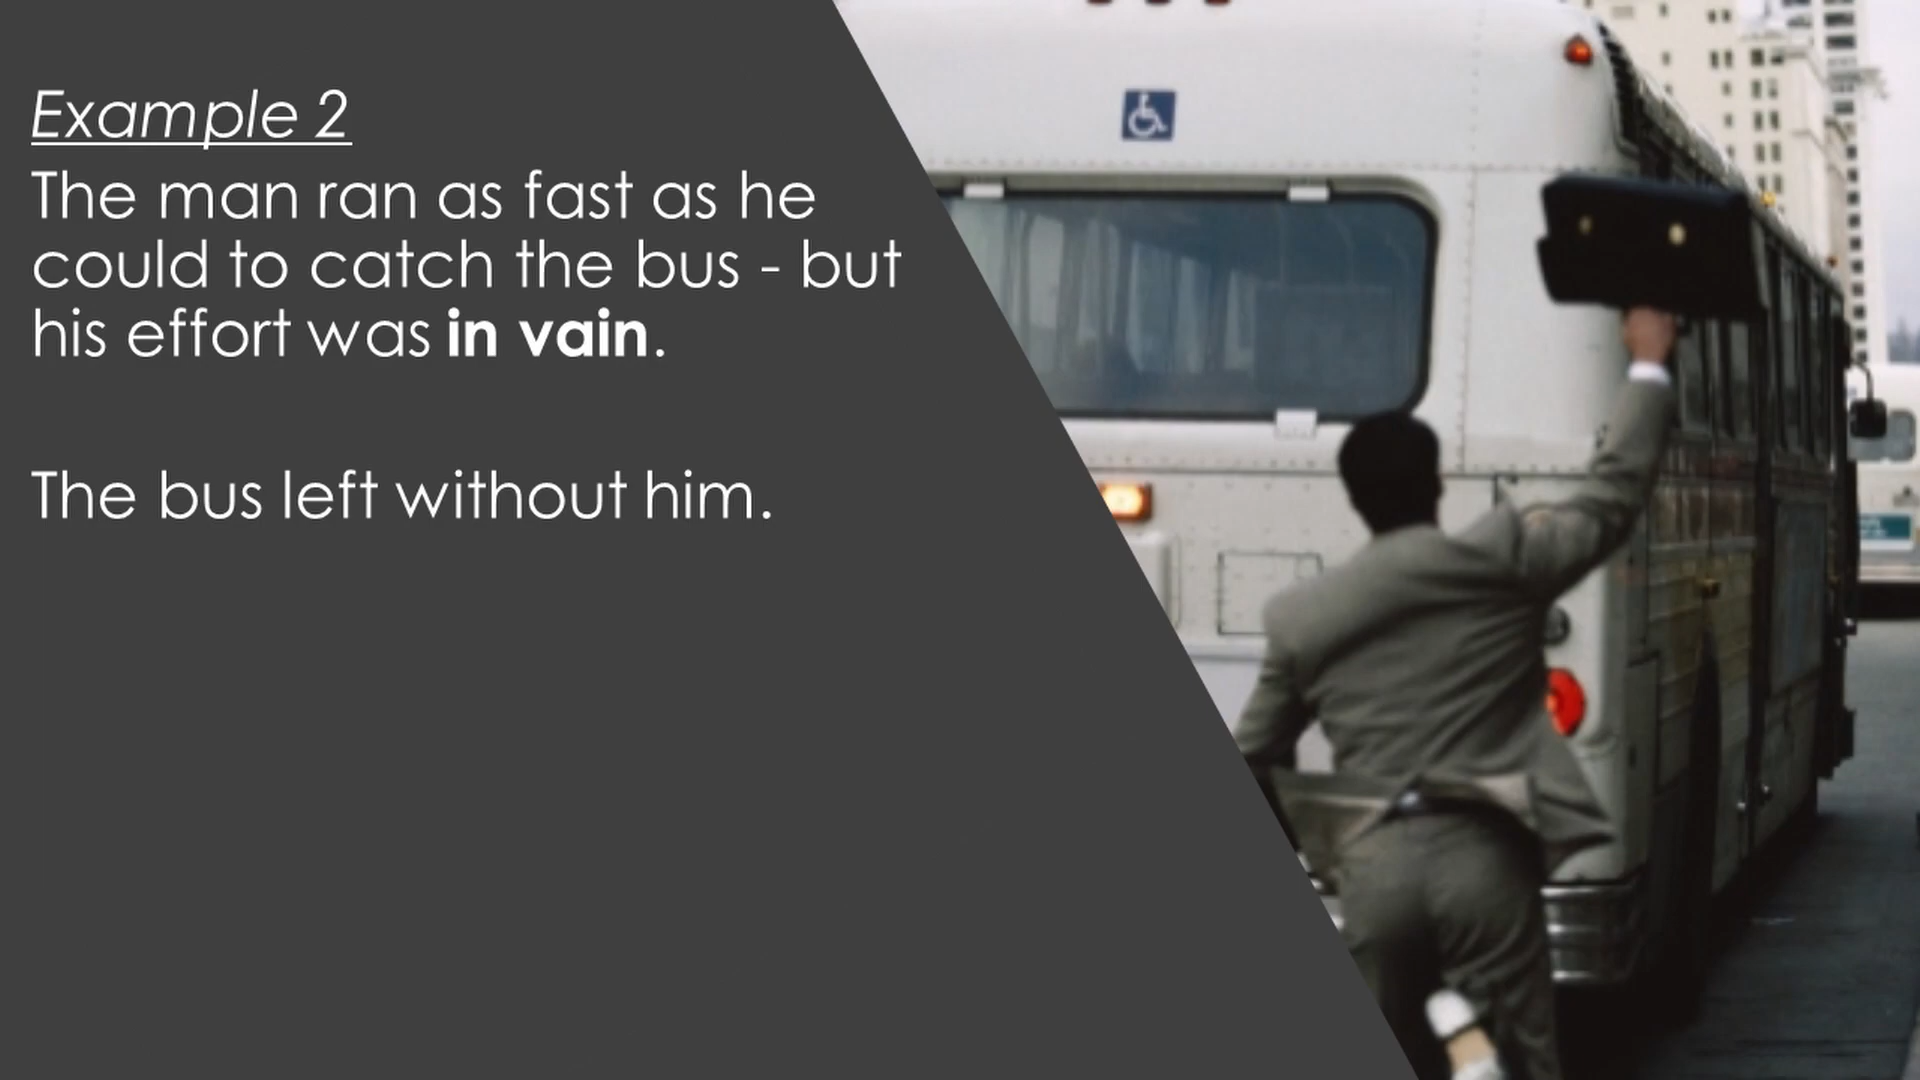 Example 2
The man ran as fast as he
could to catch the bus - but
his effort was in vain.
The bus left without him.